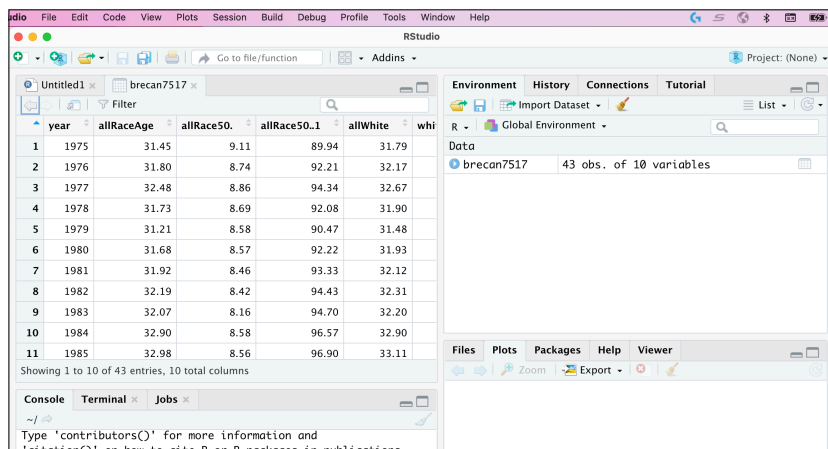 udio File Edit Code View Plots Session Build Debug Profile Tools Window Help
RStudio
Go to file/function Addins Project: (None)
Untitled1 brecan7517
Filter
year allRaceAge allRace50. allRace50..1 allWhite whi
1 1975 31.45 9.11 89.94 31.79
2 1976 31.80 8.74 92.21 32.17
3 1977 32.48 8.86 94.34 32.67
4 1978 31.73 8.69 92.08 31.90
5 1979 31.21 8.58 90.47 31.48
6 1980 31.68 8.57 92.22 31.93
7 1981 31.92 8.46 93.33 32.12
8 1982 32.19 8.42 94.43 32.31
9 1983 32.07 8.16 94.70 32.20
10 1984 32.90 8.58 96.57 32.90
11 1985 32.98 8.56 96.90 33.11
Showing 1 to 10 of 43 entries, 10 total columns
Console Terminal Jobs
~/
Type 'contributors()' for more information and
'citation()' on how to cite R or R packages in publications
Environment History Connections Tutorial
Import Dataset List
R Global Environment
Data
brecan7517 43 obs. of 10 variables
Files Plots Packages Help Viewer
Zoom Export